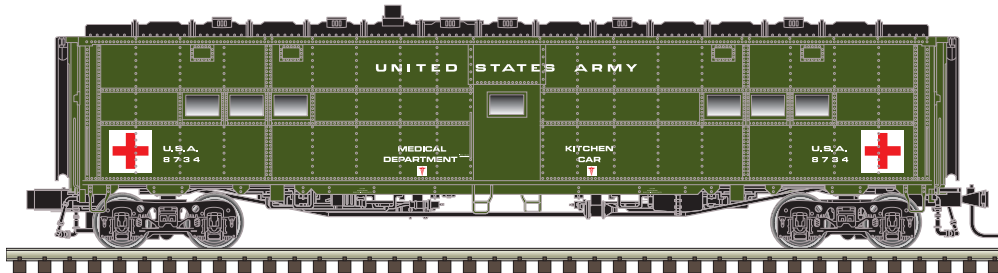 UNITED STATES ARMY
U.S.A.
8734
MEDICAL
DEPARTMENT
KITCHEN
CAR
U.S.A.
8734